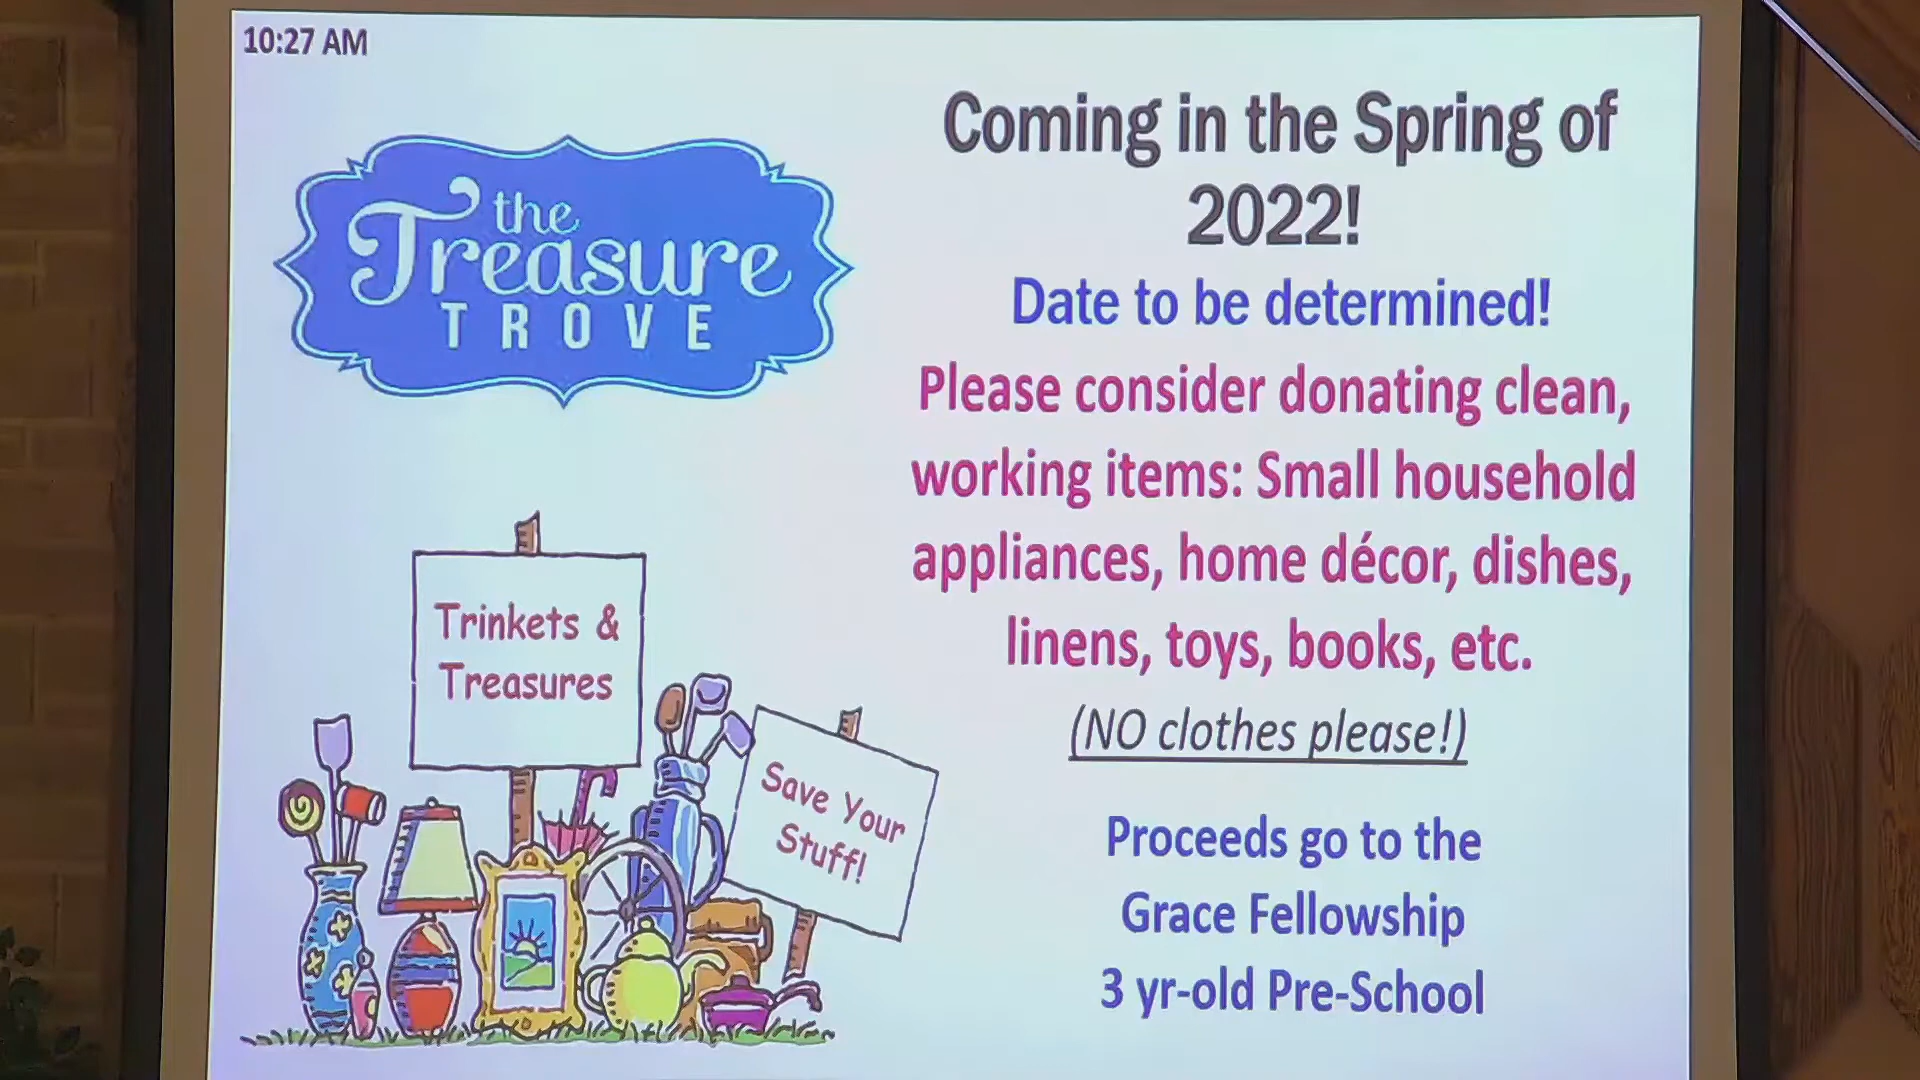 10:27 AM
the
Treasure
TROVE
Coming in the Spring of
2022!
Date to be determined!
Please consider donating clean,
working items: Small household
appliances, home décor, dishes,
linens, toys, books, etc.
(NO clothes please!)
Proceeds go to the
Grace Fellowship
3 yr-old Pre-School
Trinkets &
Treasures
Save Your
Stuff!